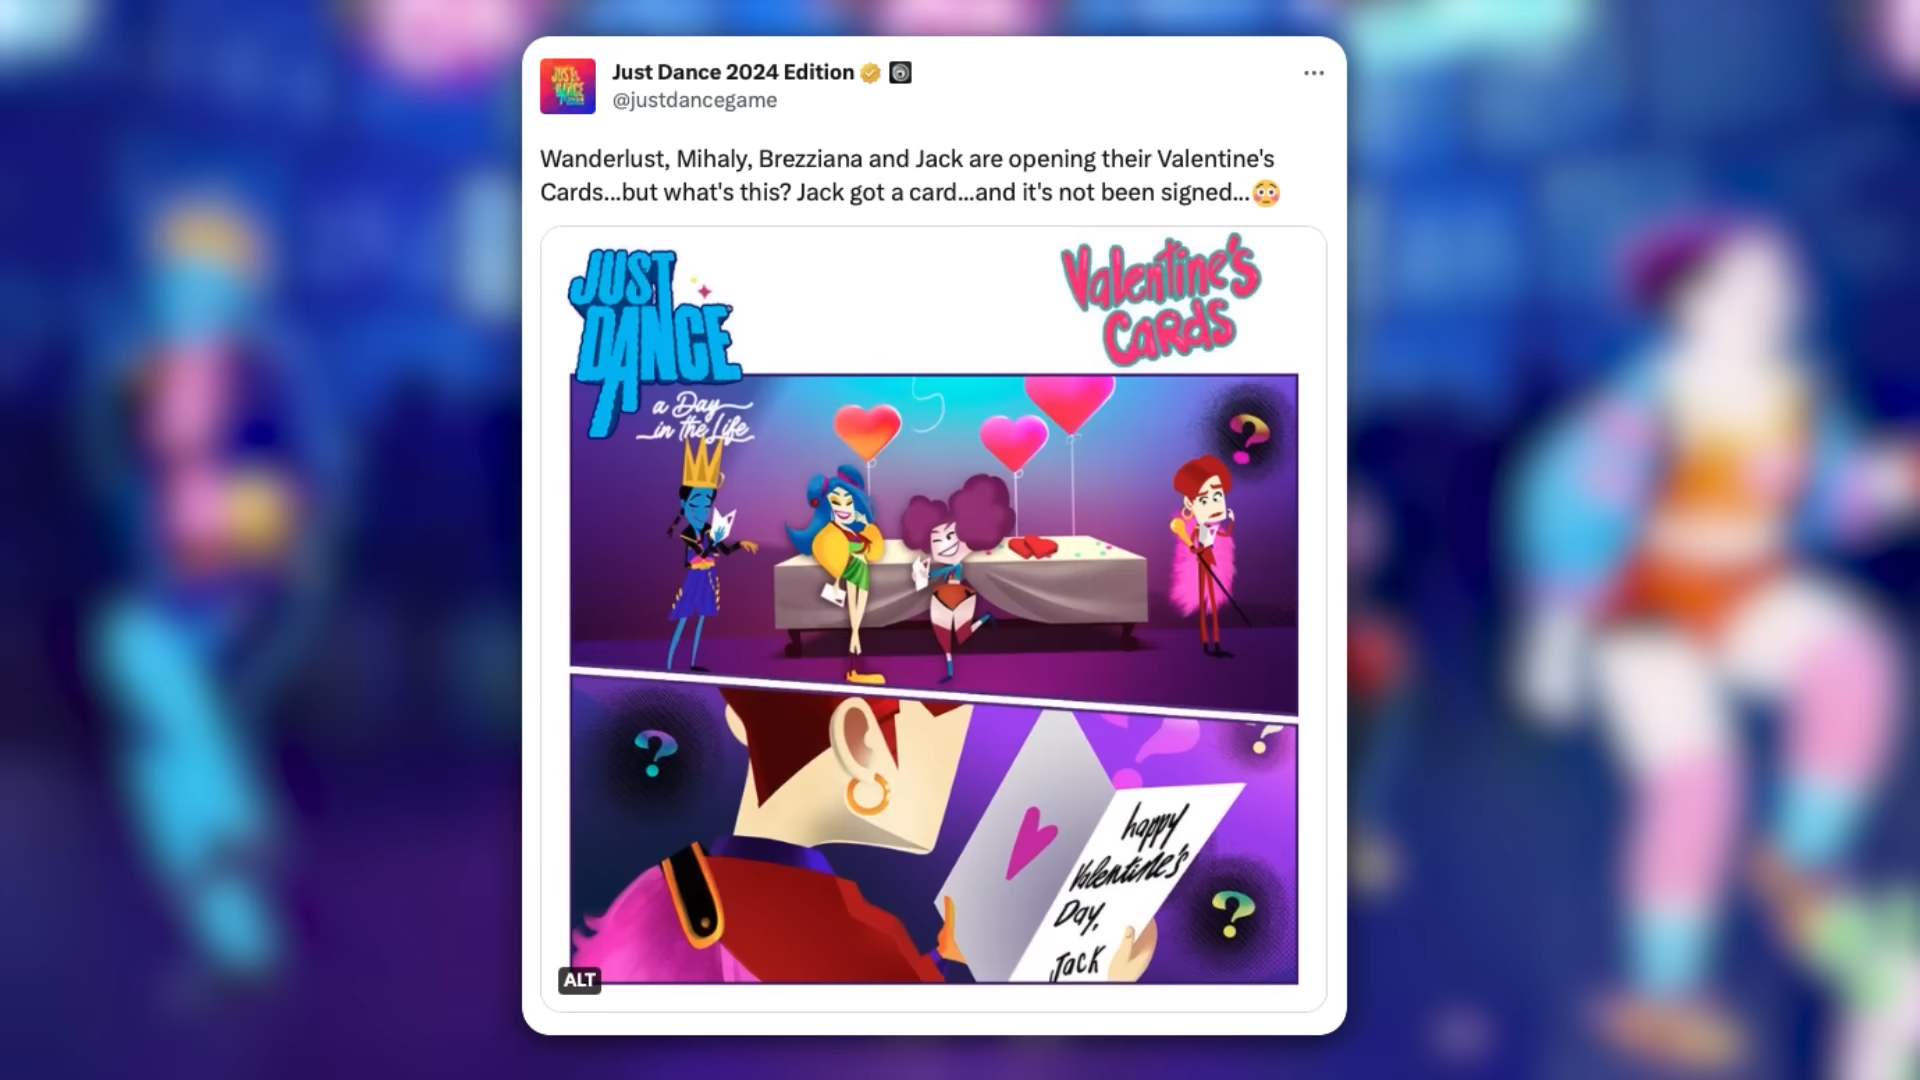 Just Dance 2024 Edition
@justdancegame
Wanderlust, Mihaly, Brezziana and Jack are opening their Valentine's
Cards...but what's this? Jack got a card...and it's not been signed...😳
JUST
DANCE
a Day
in the Life
Valentine's
Cards
?
?
?
?
?
happy
Valentine's
Day,
Jack
ALT